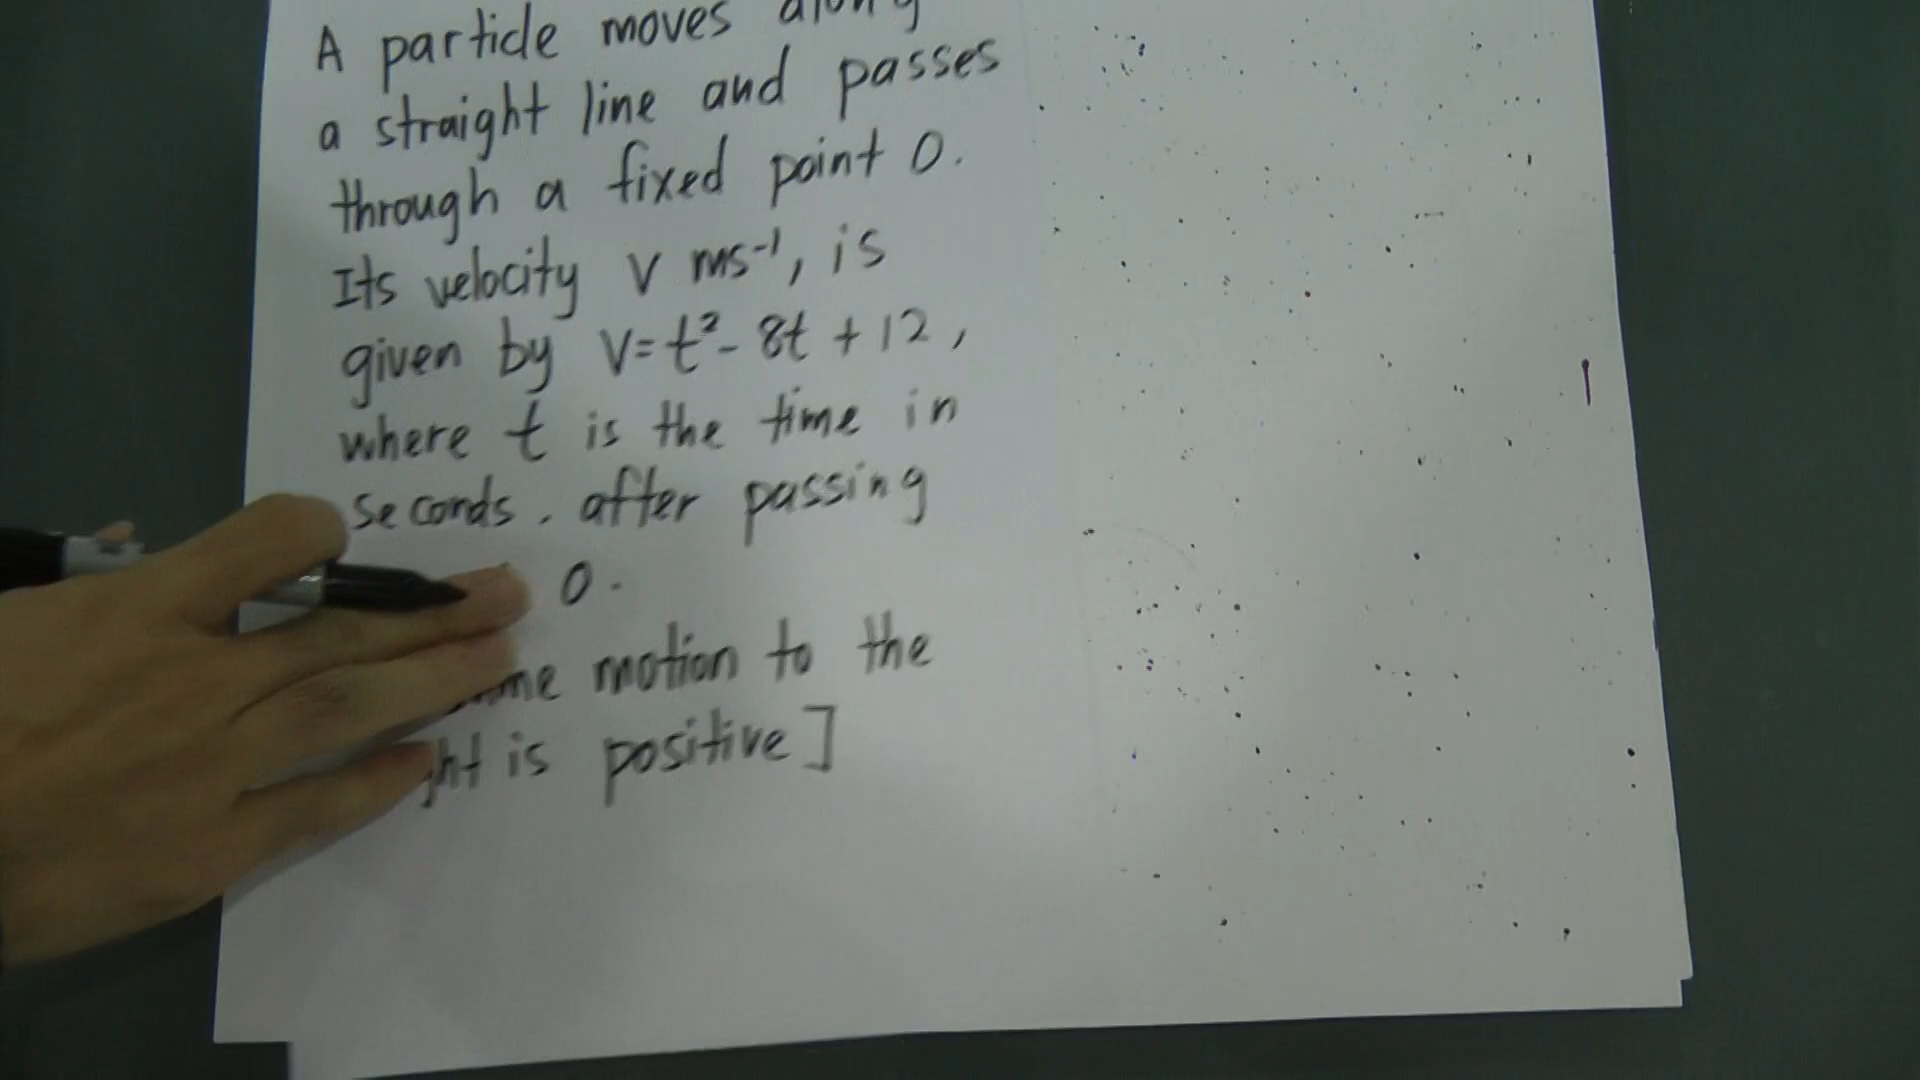 A particle moves along
a straight line and passes
through a fixed point O.
Its velocity v ms⁻¹, is
given by v=t²-8t+12,
where t is the time in
seconds. after passing
O.
motion to the
is positive]